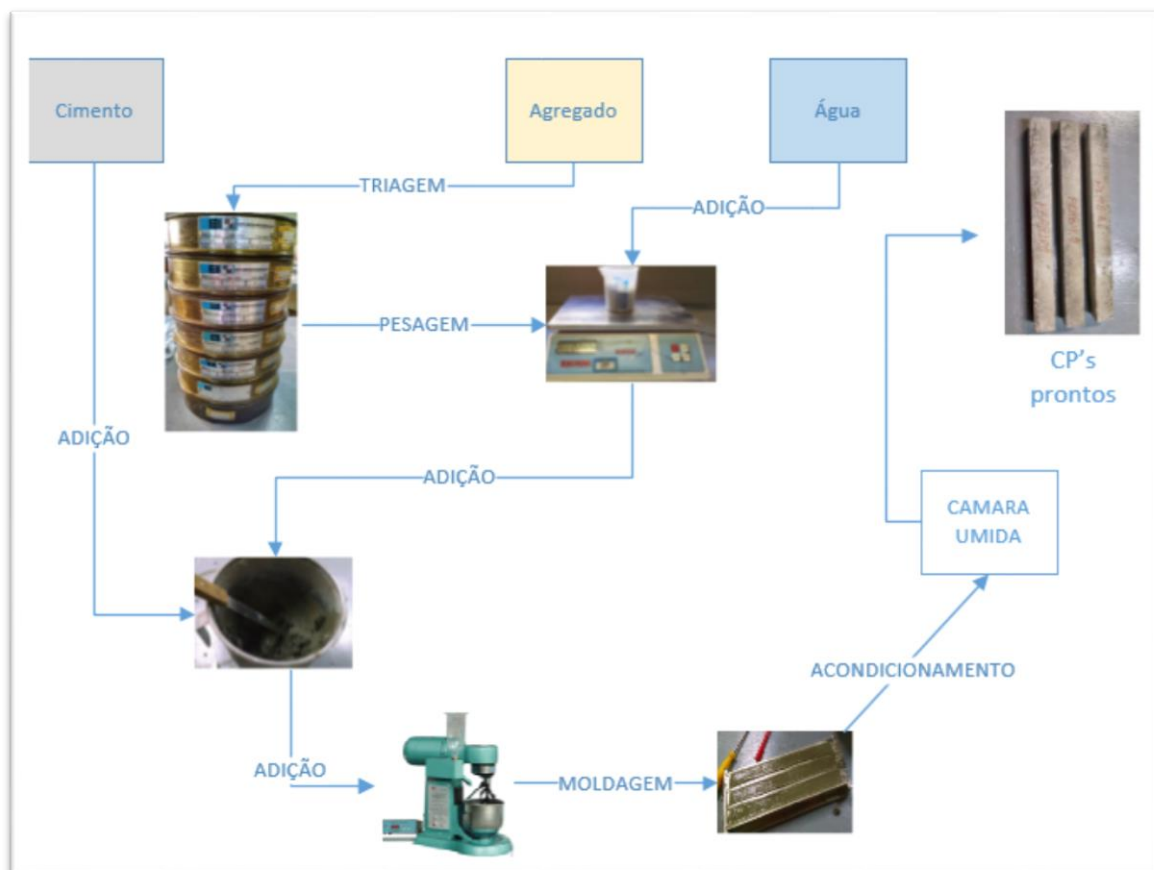 Cimento
Agregado
Água
TRIAGEM
ADIÇÃO
PESAGEM
CP's
prontos
ADIÇÃO
ADIÇÃO
CAMARA
UMIDA
ACONDICIONAMENTO
ADIÇÃO
MOLDAGEM